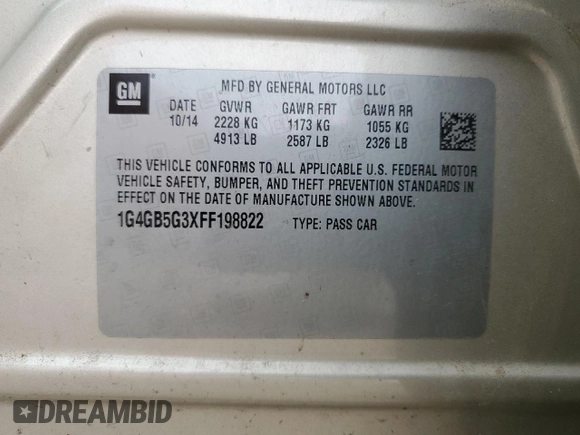 GM
MFD BY GENERAL MOTORS LLC
DATE GVWR GAWR FRT GAWR RR
10/14 2228 KG 1173 KG 1055 KG
4913 LB 2587 LB 2326 LB
THIS VEHICLE CONFORMS TO ALL APPLICABLE U.S. FEDERAL MOTOR
VEHICLE SAFETY, BUMPER, AND THEFT PREVENTION STANDARDS IN
EFFECT ON THE DATE OF MANUFACTURE SHOWN ABOVE.
1G4GB5G3XFF198822 TYPE: PASS CAR
DREAMBID